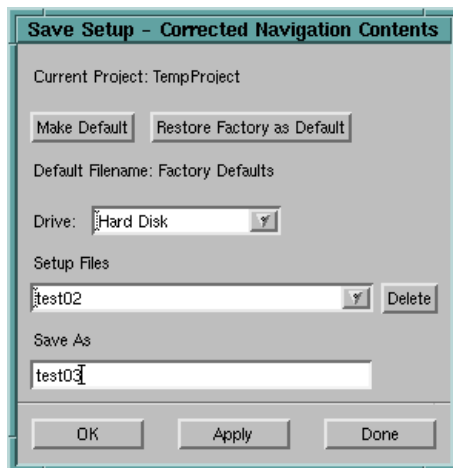 Save Setup - Corrected Navigation Contents
Current Project: TempProject
Make Default Restore Factory as Default
Default Filename: Factory Defaults
Drive: Hard Disk
Setup Files
test02 Delete
Save As
test03
OK Apply Done